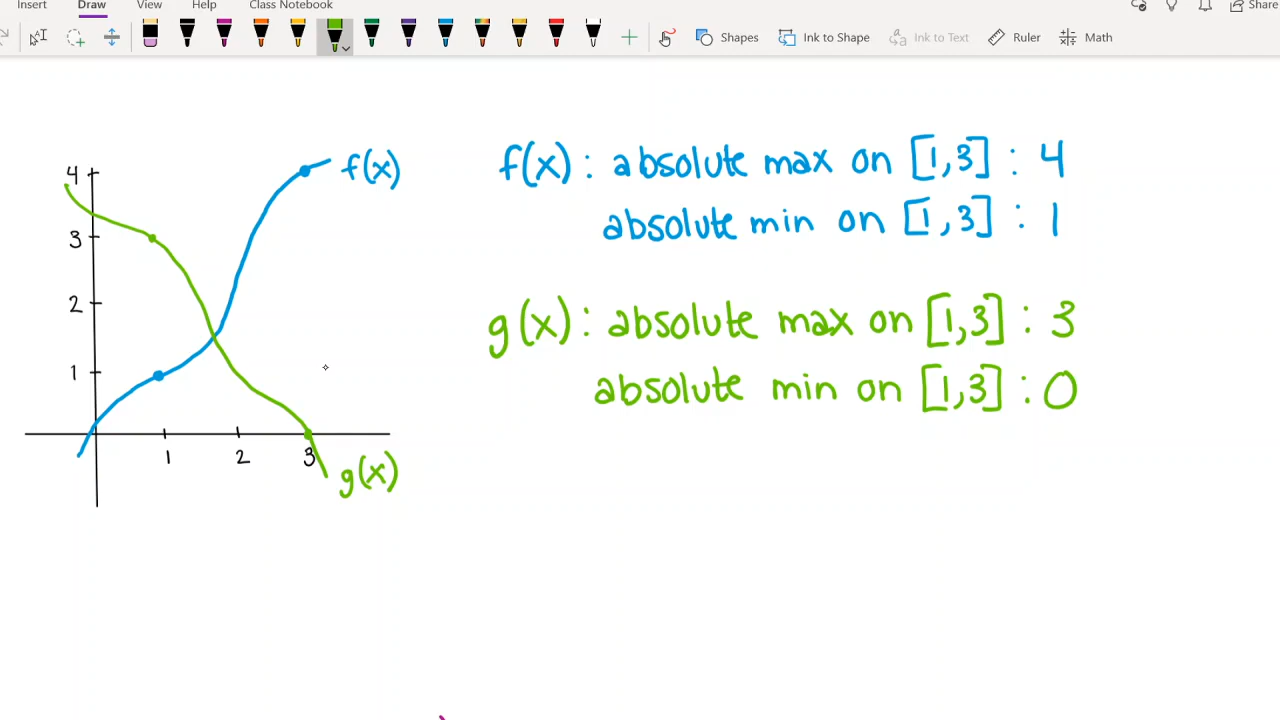 Insert Draw View Help Class Notebook Share
Shapes Ink to Shape Ink to Text Ruler Math
4 f(x)
3
2
1
1 2 3
g(x)
f(x) : absolute max on [1,3] : 4
absolute min on [1,3] : 1
g(x) : absolute max on [1,3] : 3
absolute min on [1,3] : 0